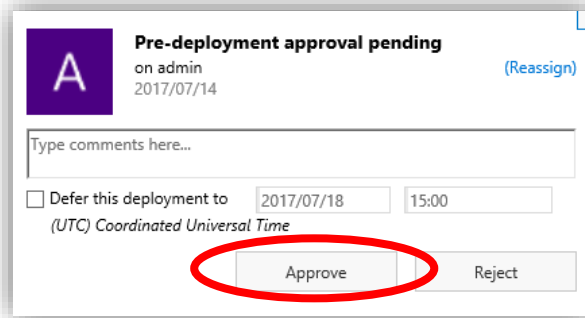 A
Pre-deployment approval pending
on admin
(Reassign)
2017/07/14
Type comments here...
Defer this deployment to 2017/07/18 15:00
(UTC) Coordinated Universal Time
Approve Reject